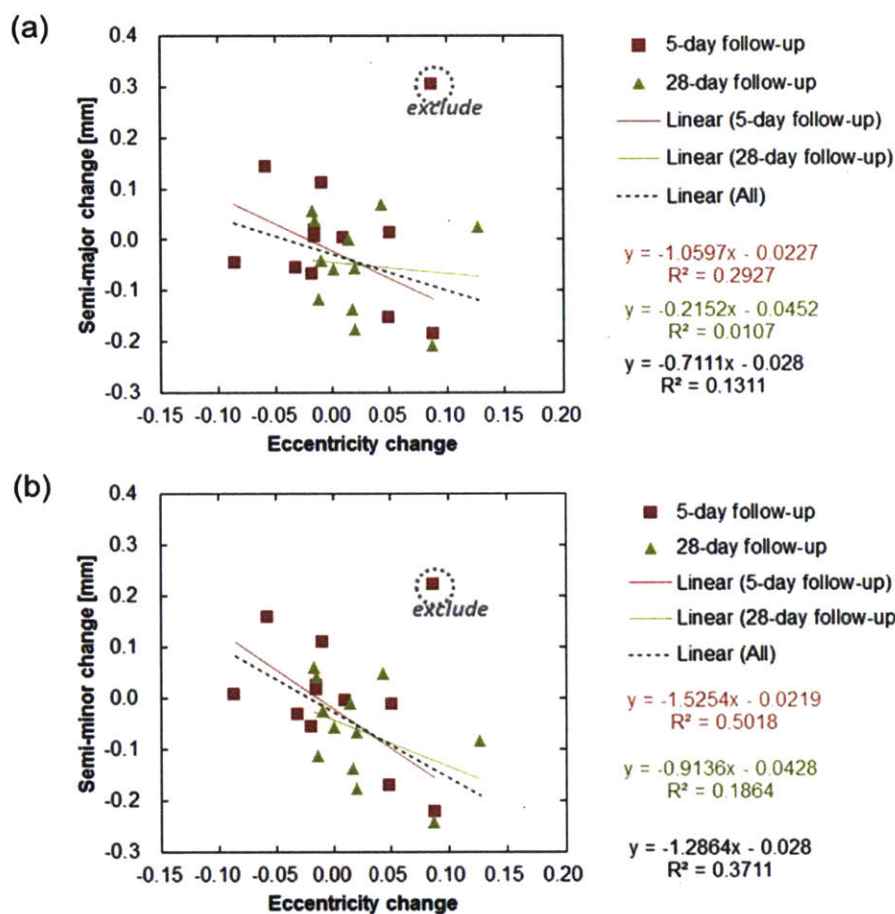 (a)
0.4
0.3
0.2
0.1
0.0
-0.1
-0.2
-0.3
Semi-major change [mm]
exclude
-0.15 -0.10 -0.05 0.00 0.05 0.10 0.15 0.20
Eccentricity change
5-day follow-up
28-day follow-up
Linear (5-day follow-up)
Linear (28-day follow-up)
Linear (All)
y = -1.0597x - 0.0227
R² = 0.2927
y = -0.2152x - 0.0452
R² = 0.0107
y = -0.7111x - 0.028
R² = 0.1311
(b)
0.4
0.3
0.2
0.1
0.0
-0.1
-0.2
-0.3
Semi-minor change [mm]
exclude
-0.15 -0.10 -0.05 0.00 0.05 0.10 0.15 0.20
Eccentricity change
5-day follow-up
28-day follow-up
Linear (5-day follow-up)
Linear (28-day follow-up
Linear (All)
y = -1.5254x - 0.0219
R² = 0.5018
y = -0.9136x - 0.0428
R² = 0.1864
y = -1.2864x - 0.028
R² = 0.3711